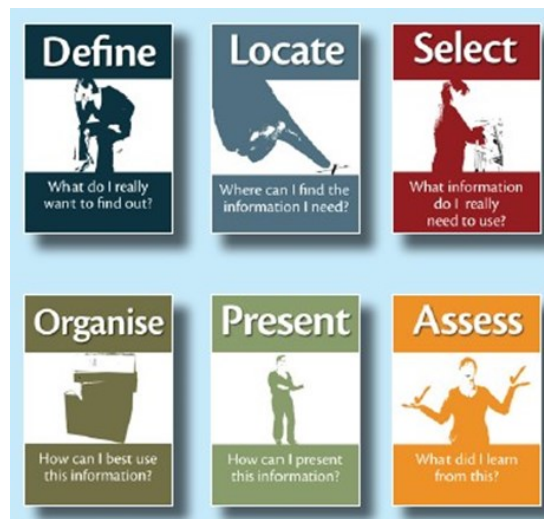 Define
What do I really
want to find out?
Locate
Where can I find the
information I need?
Select
What information
do I really
need to use?
Organise
How can I best use
this information?
Present
How can I present
this information?
Assess
What did I learn
from this?